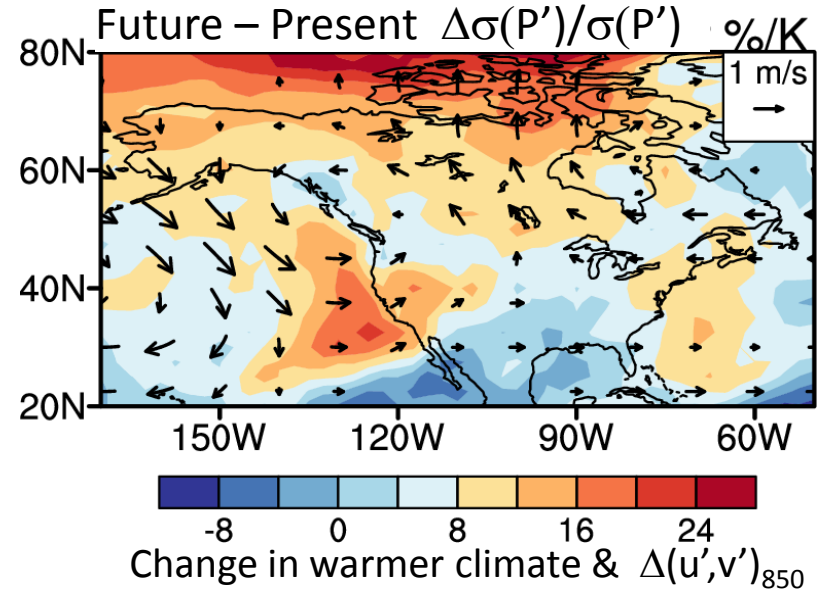 Future – Present Δσ(P’)/σ(P’)
%/K
80N
1 m/s
60N
40N
20N
150W 120W 90W 60W
-8 0 8 16 24
Change in warmer climate & Δ(u’,v’)850